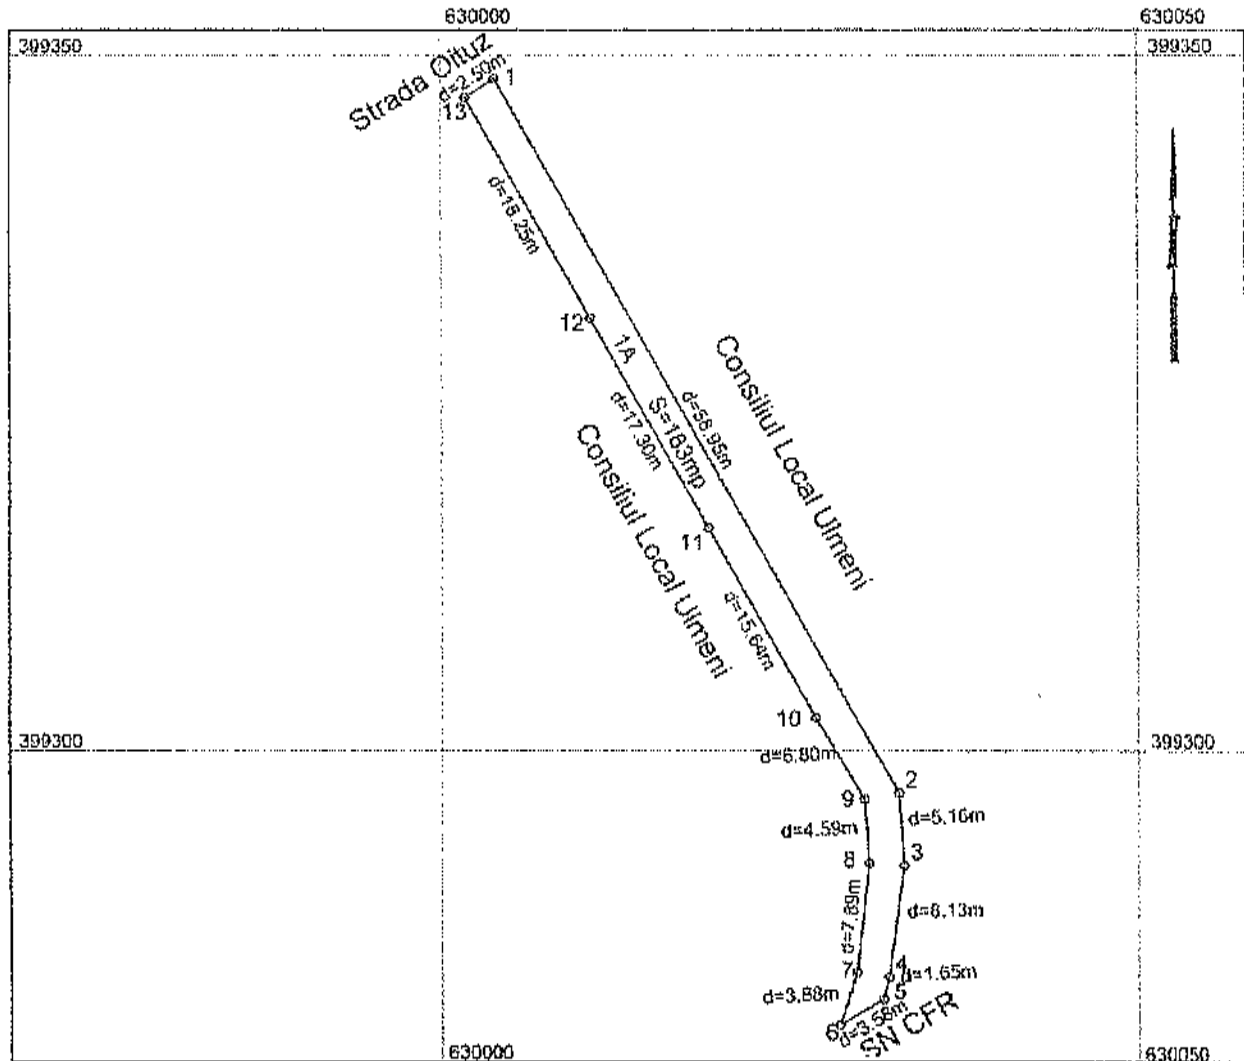 630000
630050
399350
399350
Strada Oituz
d=2.50m
1
13
d=18.25m
12
1A
d=17.30m
S=183mp
d=58.95m
Consiliul Local Ulmeni
Consiliul Local Ulmeni
11
d=15.64m
10
399300
399300
d=6.80m
2
9
d=5.16m
d=4.59m
8
3
d=7.89m
d=8.13m
7
4
d=1.65m
d=3.88m
5
6
d=3.58m
SN CFR
630000
630050